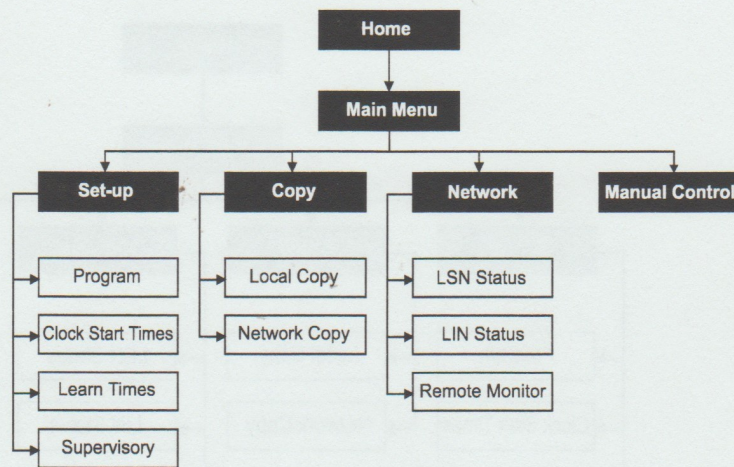 Home
Main Menu
Set-up
Copy
Network
Manual Control
Program
Local Copy
LSN Status
Clock Start Times
Network Copy
LIN Status
Learn Times
Remote Monitor
Supervisory